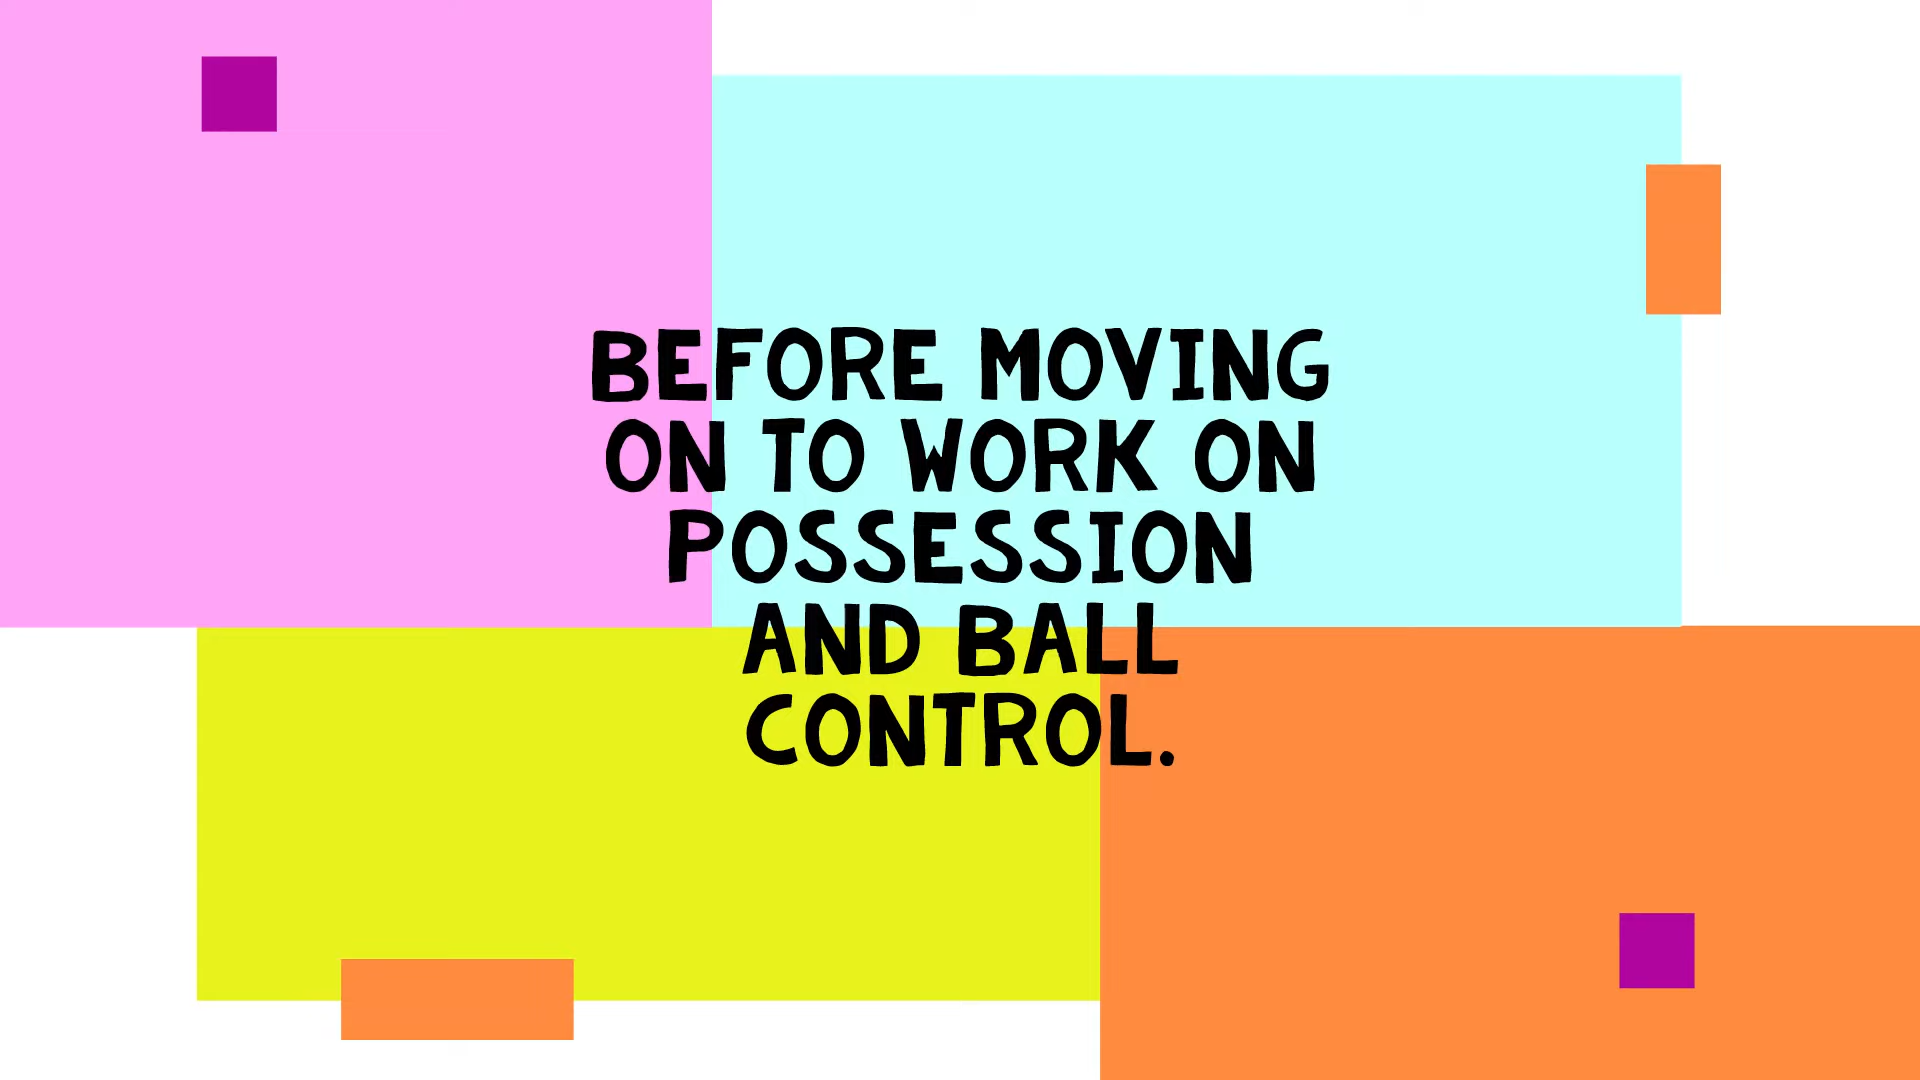 BEFORE MOVING
ON TO WORK ON
POSSESSION
AND BALL
CONTROL.